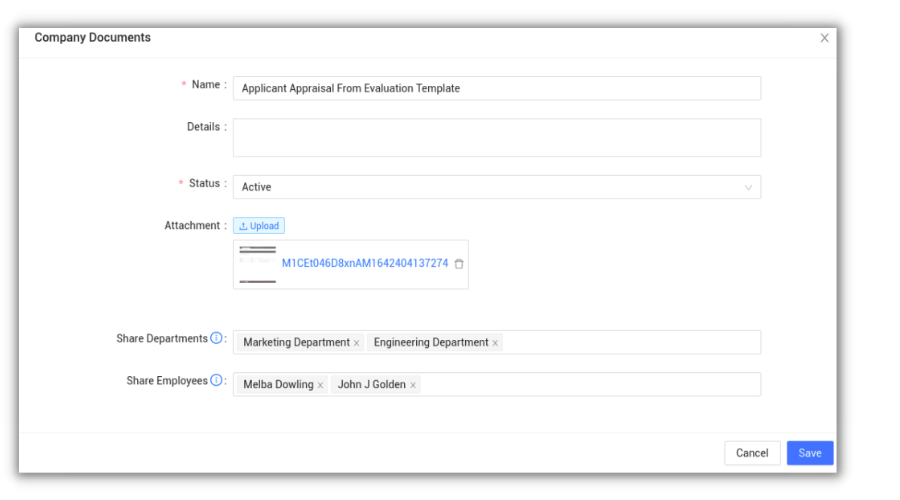 Company Documents
* Name : Applicant Appraisal From Evaluation Template
Details :
* Status : Active
Attachment : Upload
M1CEt046D8xnAM1642404137274
Share Departments : Marketing Department × Engineering Department ×
Share Employees : Melba Dowling × John J Golden ×
Cancel Save